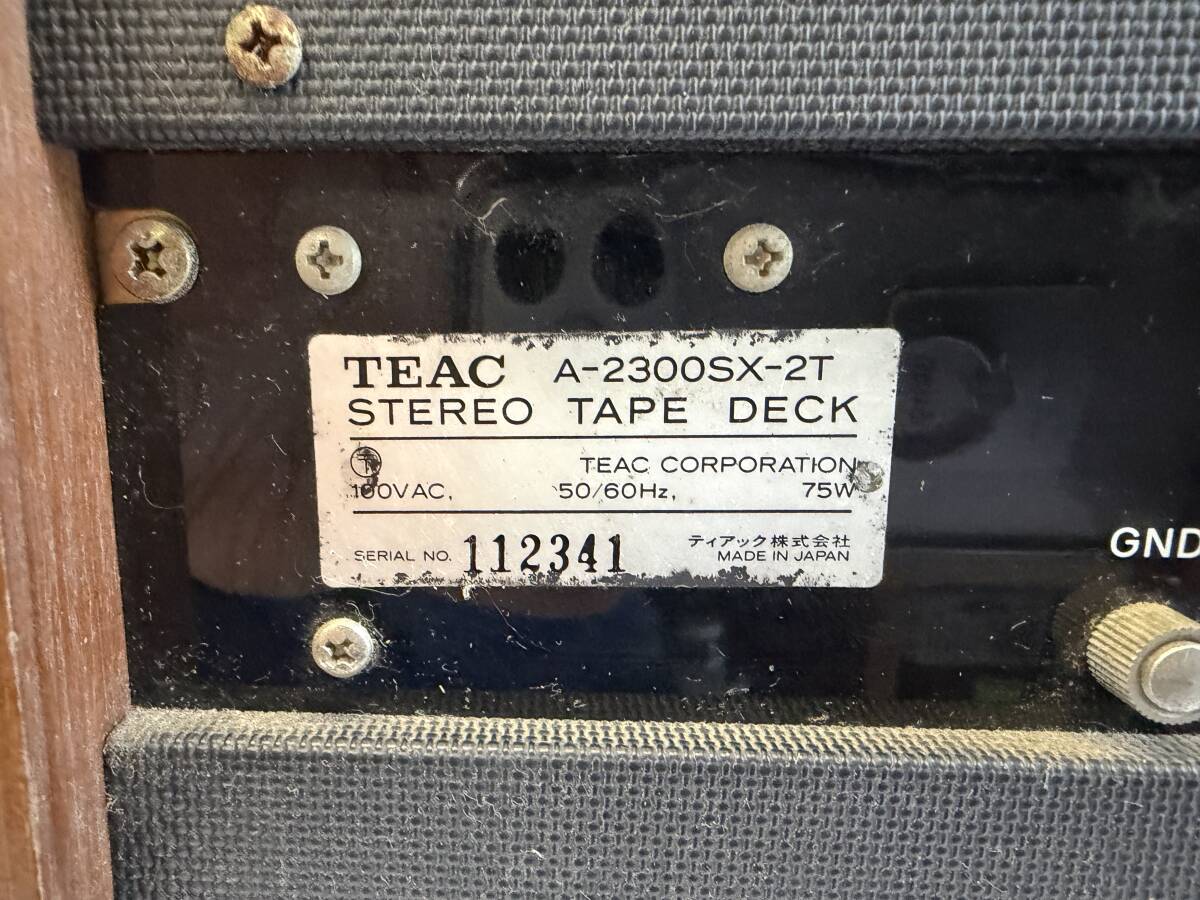 TEAC A-2300SX-2T
STEREO TAPE DECK
TEAC CORPORATION
100VAC, 50/60Hz, 75W
SERIAL NO. 112341 ティアック株式会社
MADE IN JAPAN
GND